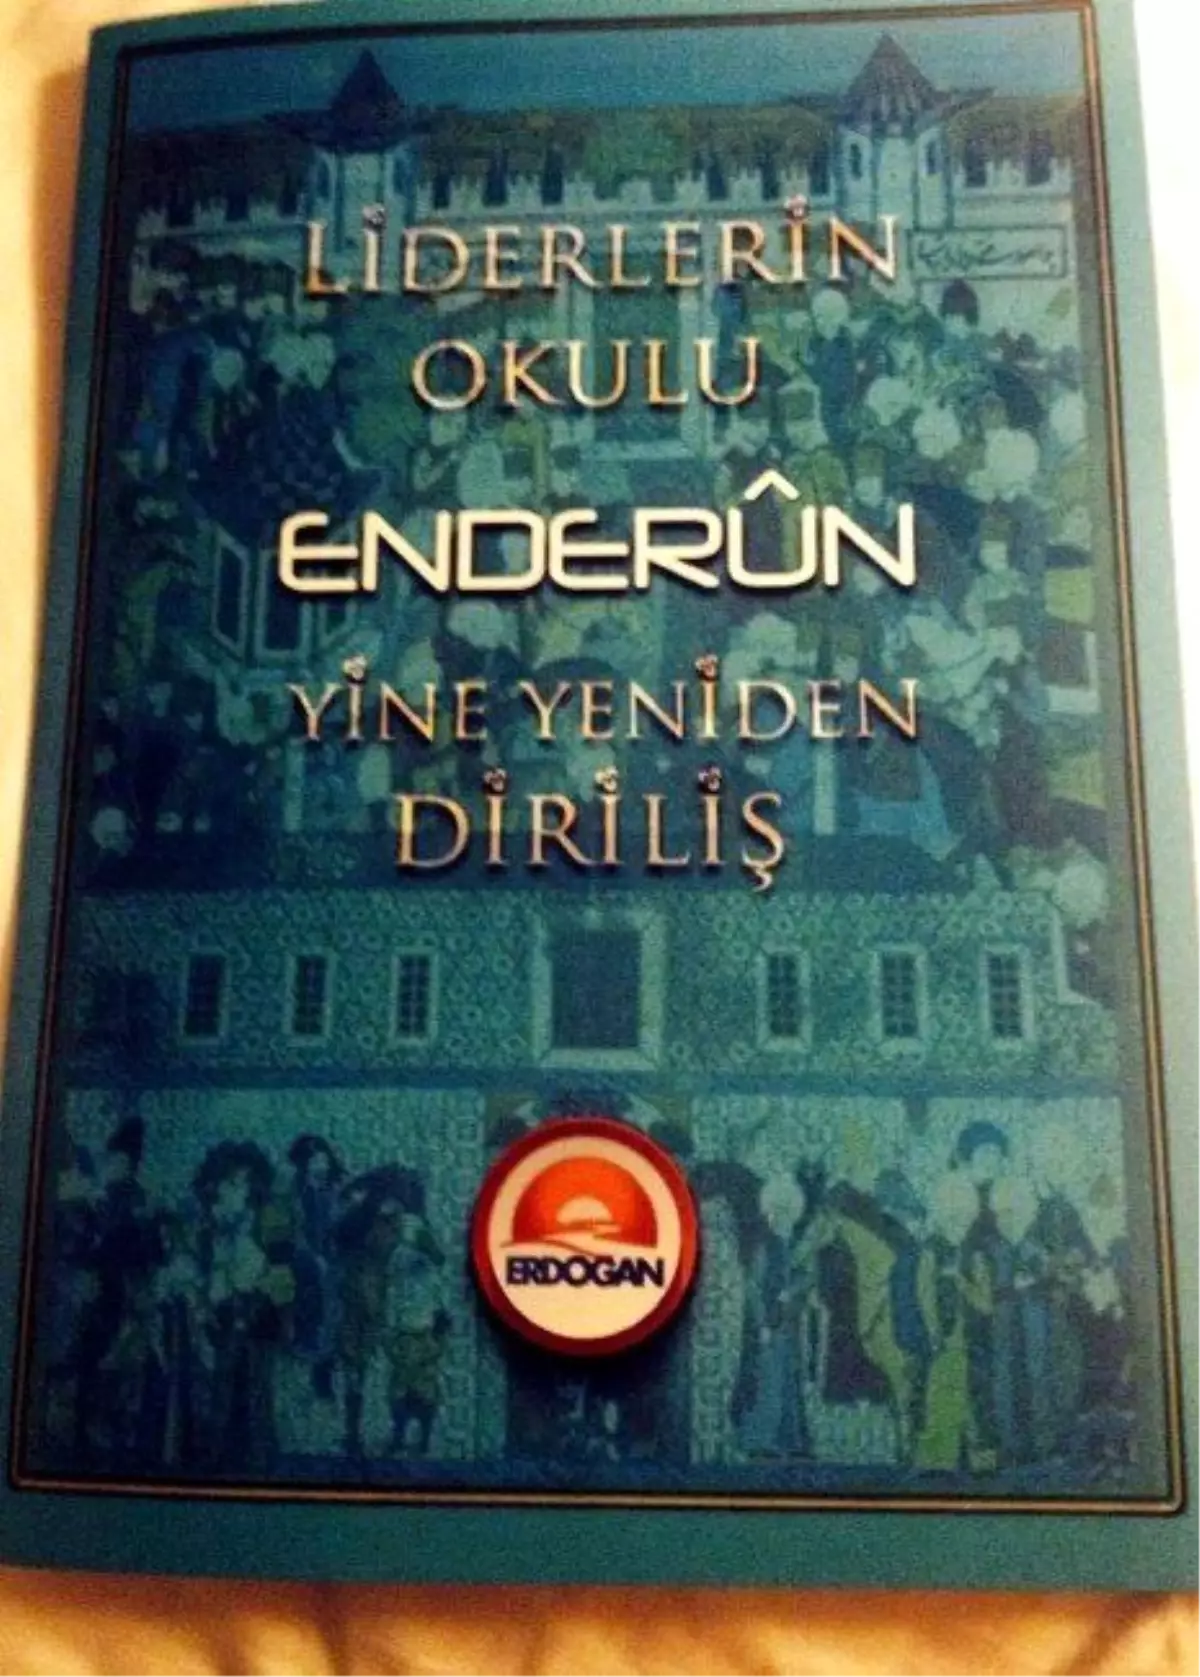 LİDERLERİN
OKULU
ENDERÛN
YİNE YENİDEN
DİRİLİŞ
ERDOĞAN